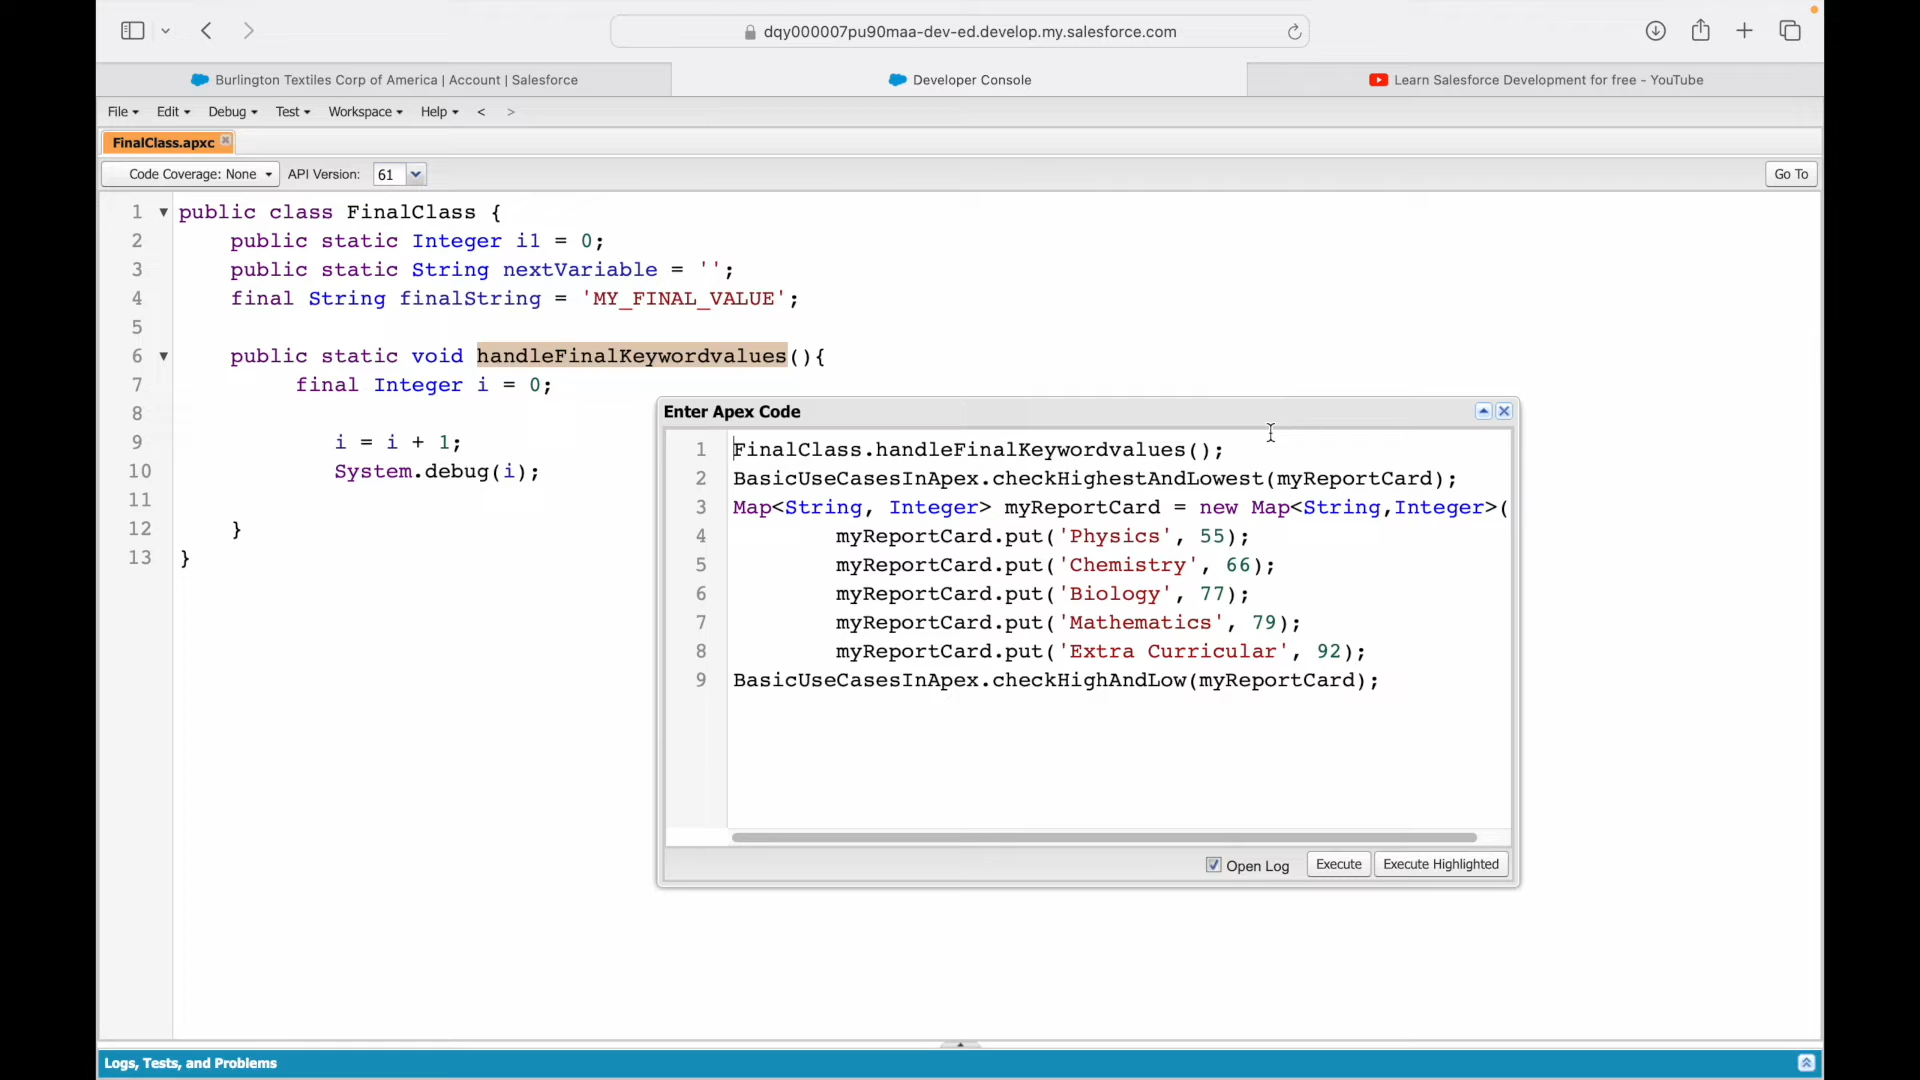 dqy000007pu90maa-dev-ed.develop.my.salesforce.com
Burlington Textiles Corp of America | Account | Salesforce
Developer Console
Learn Salesforce Development for free - YouTube
File Edit Debug Test Workspace Help < >
FinalClass.apxc
Code Coverage: None API Version: 61 Go To
1 public class FinalClass {
2 public static Integer i1 = 0;
3 public static String nextVariable = '';
4 final String finalString = 'MY_FINAL_VALUE';
5
6 public static void handleFinalKeywordvalues(){
7 final Integer i = 0;
8
9 i = i + 1;
10 System.debug(i);
11
12 }
13 }
Enter Apex Code
1 FinalClass.handleFinalKeywordvalues();
2 BasicUseCasesInApex.checkHighestAndLowest(myReportCard);
3 Map<String, Integer> myReportCard = new Map<String,Integer>(
4 myReportCard.put('Physics', 55);
5 myReportCard.put('Chemistry', 66);
6 myReportCard.put('Biology', 77);
7 myReportCard.put('Mathematics', 79);
8 myReportCard.put('Extra Curricular', 92);
9 BasicUseCasesInApex.checkHighAndLow(myReportCard);
Open Log Execute Execute Highlighted
Logs, Tests, and Problems